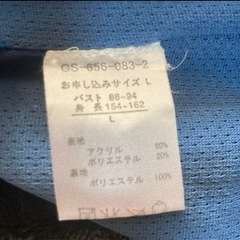 GS-656-083-2
お申し込みサイズ L
バスト 86-94
身長 154-162
L
表地
アクリル 80%
ポリエステル 20%
裏地
ポリエステル 100%